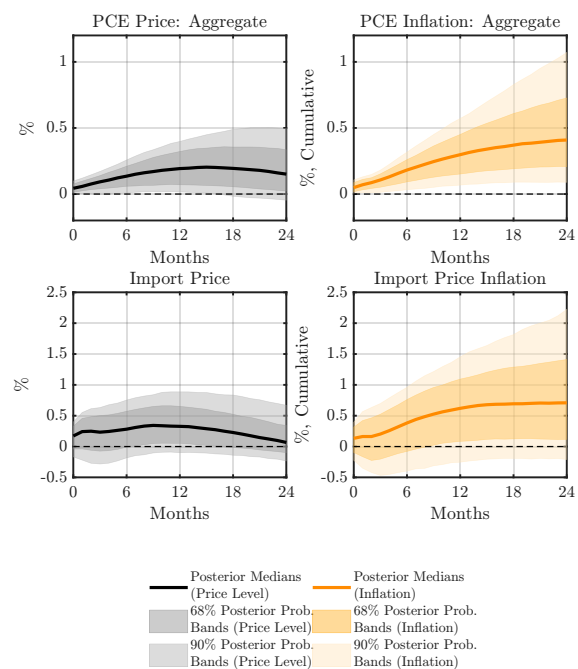 PCE Price: Aggregate
PCE Inflation: Aggregate
%
1
0.5
0
0
6
12
18
24
Months
%, Cumulative
1
0.5
0
0
6
12
18
24
Months
Import Price
Import Price Inflation
%
2.5
2
1.5
1
0.5
0
-0.5
0
6
12
18
24
Months
%, Cumulative
2.5
2
1.5
1
0.5
0
-0.5
0
6
12
18
24
Months
Posterior Medians
(Price Level)
68% Posterior Prob.
Bands (Price Level)
90% Posterior Prob.
Bands (Price Level)
Posterior Medians
(Inflation)
68% Posterior Prob.
Bands (Inflation)
90% Posterior Prob.
Bands (Inflation)